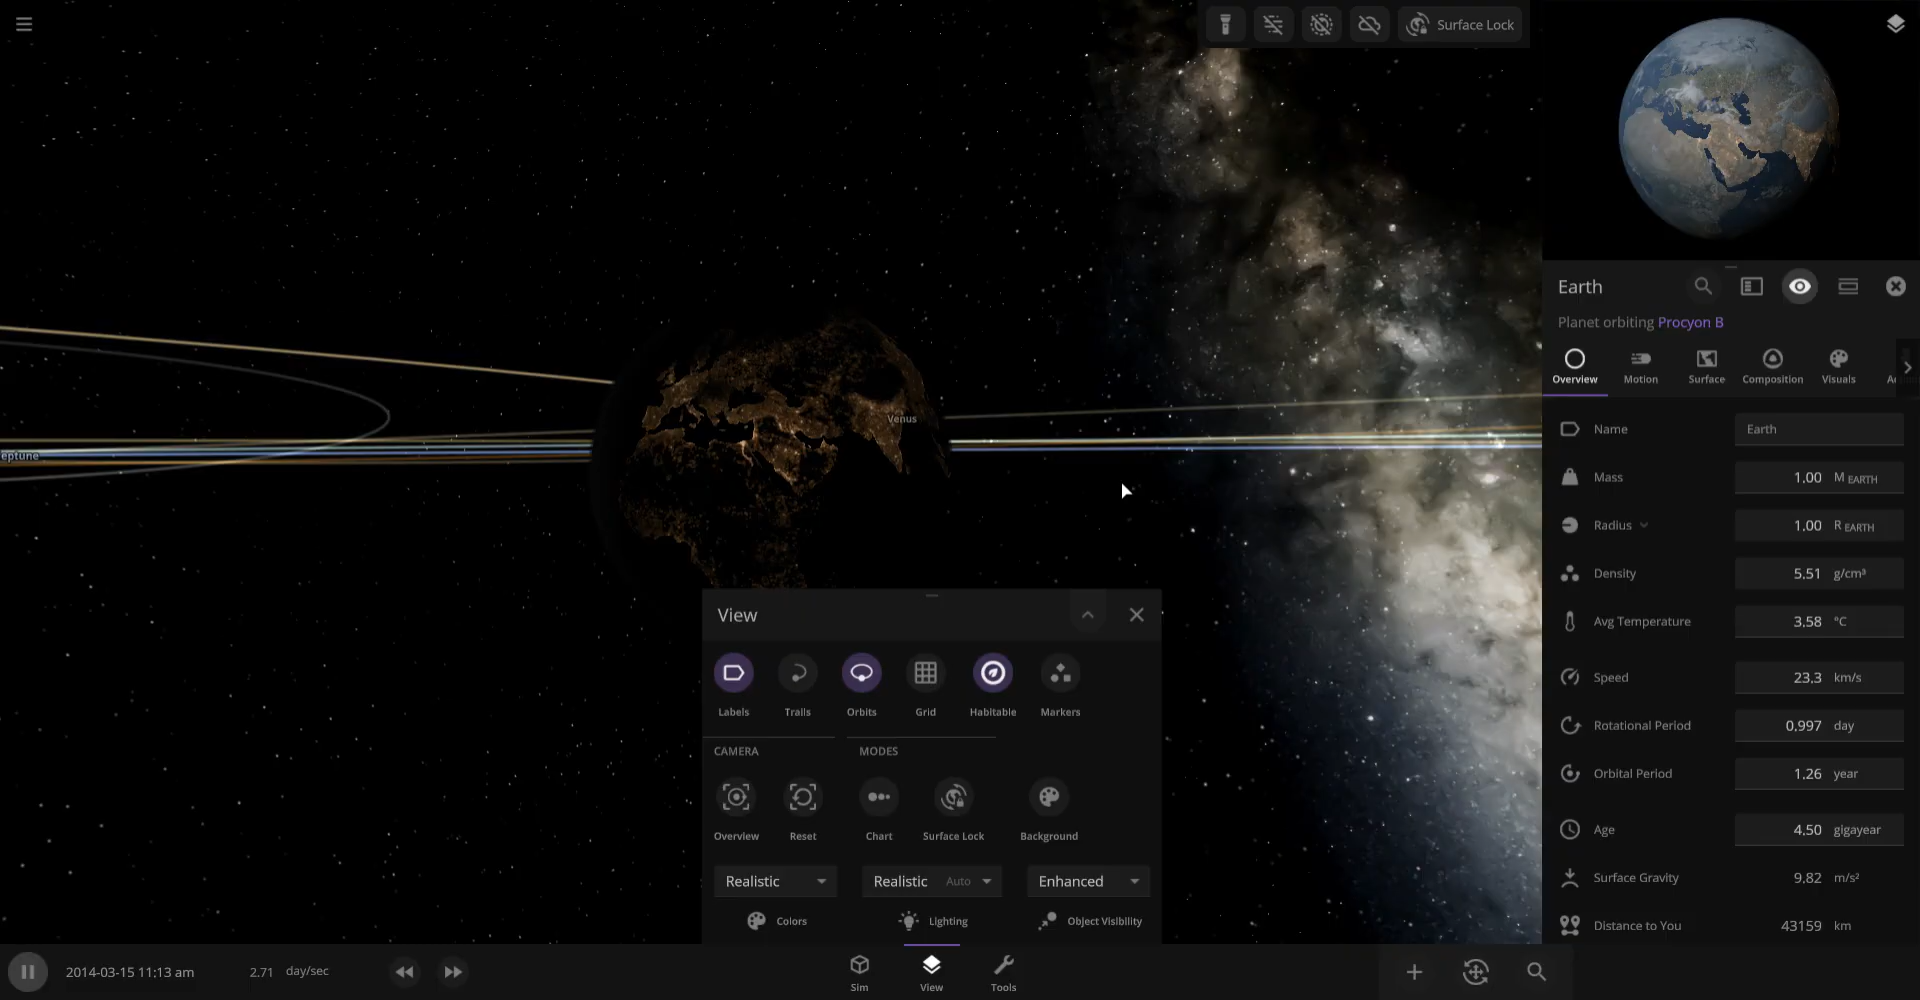 Surface Lock
Venus
eptune
View
Labels
Trails
Orbits
Grid
Habitable
Markers
CAMERA
MODES
Overview
Reset
Chart
Surface Lock
Background
Realistic
Realistic Auto
Enhanced
Colors
Lighting
Object Visibility
Earth
Planet orbiting Procyon B
Overview
Motion
Surface
Composition
Visuals
Name Earth
Mass 1.00 M EARTH
Radius 1.00 R EARTH
Density 5.51 g/cm³
Avg Temperature 3.58 °C
Speed 23.3 km/s
Rotational Period 0.997 day
Orbital Period 1.26 year
Age 4.50 gigayear
Surface Gravity 9.82 m/s²
Distance to You 43159 km
2014-03-15 11:13 am
2.71 day/sec
Sim
View
Tools